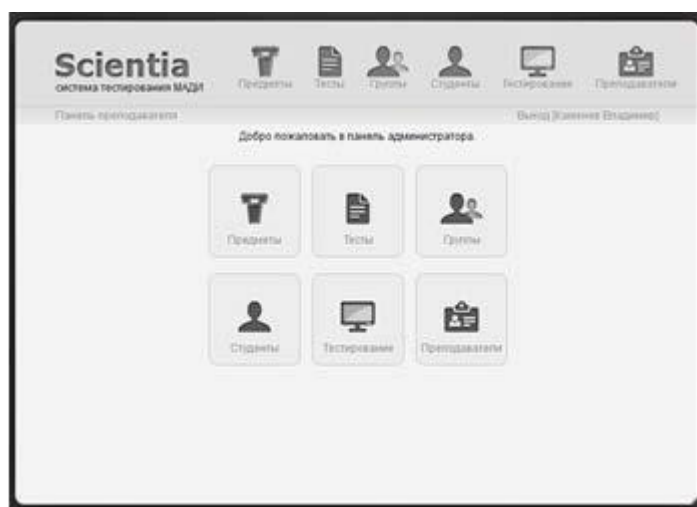 Scientia
система тестирования МАДИ
Предметы Тесты Группы Студенты Тестирование Преподаватели
Панель преподавателя
Выход Владимир]
Добро пожаловать в панель администратора.
Предметы Тесты Группы
Студенты Тестирование Преподаватели